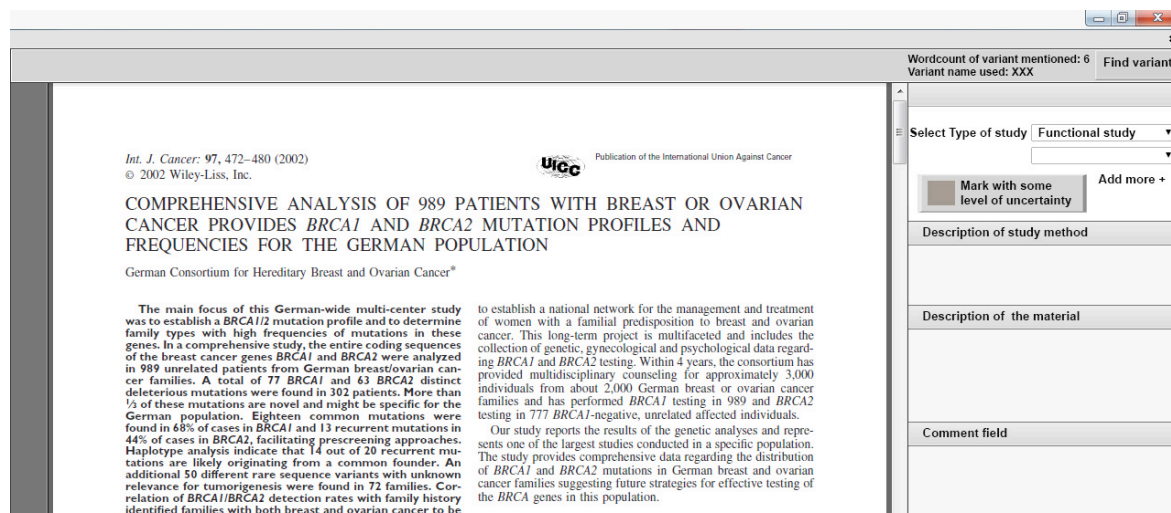 Wordcount of variant mentioned: 6
Variant name used: XXX
Find variant
Int. J. Cancer: 97, 472–480 (2002)
© 2002 Wiley-Liss, Inc.
UICC
Publication of the International Union Against Cancer
COMPREHENSIVE ANALYSIS OF 989 PATIENTS WITH BREAST OR OVARIAN
CANCER PROVIDES BRCA1 AND BRCA2 MUTATION PROFILES AND
FREQUENCIES FOR THE GERMAN POPULATION
German Consortium for Hereditary Breast and Ovarian Cancer*
The main focus of this German-wide multi-center study
was to establish a BRCA1/2 mutation profile and to determine
family types with high frequencies of mutations in these
genes. In a comprehensive study, the entire coding sequences
of the breast cancer genes BRCA1 and BRCA2 were analyzed
in 989 unrelated patients from German breast/ovarian can-
cer families. A total of 77 BRCA1 and 63 BRCA2 distinct
deleterious mutations were found in 302 patients. More than
⅓ of these mutations are novel and might be specific for the
German population. Eighteen common mutations were
found in 68% of cases in BRCA1 and 13 recurrent mutations in
44% of cases in BRCA2, facilitating prescreening approaches.
Haplotype analysis indicate that 14 out of 20 recurrent mu-
tations are likely originating from a common founder. An
additional 50 different rare sequence variants with unknown
relevance for tumorigenesis were found in 72 families. Cor-
relation of BRCA1/BRCA2 detection rates with family history
identified families with both breast and ovarian cancer to be
to establish a national network for the management and treatment
of women with a familial predisposition to breast and ovarian
cancer. This long-term project is multifaceted and includes the
collection of genetic, gynecological and psychological data regard-
ing BRCA1 and BRCA2 testing. Within 4 years, the consortium has
provided multidisciplinary counseling for approximately 3,000
individuals from about 2,000 German breast or ovarian cancer
families and has performed BRCA1 testing in 989 and BRCA2
testing in 777 BRCA1-negative, unrelated affected individuals.
Our study reports the results of the genetic analyses and repre-
sents one of the largest studies conducted in a specific population.
The study provides comprehensive data regarding the distribution
of BRCA1 and BRCA2 mutations in German breast and ovarian
cancer families suggesting future strategies for effective testing of
the BRCA genes in this population.
Select Type of study
Functional study
Mark with some
level of uncertainty
Add more +
Description of study method
Description of the material
Comment field